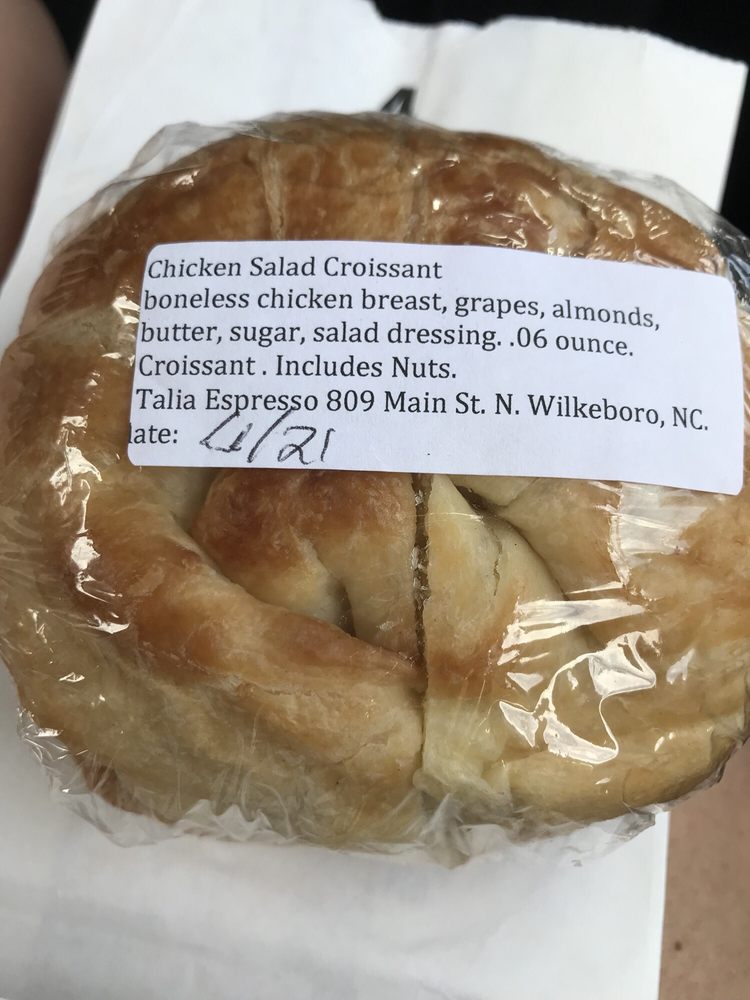 Chicken Salad Croissant
boneless chicken breast, grapes, almonds,
butter, sugar, salad dressing. .06 ounce.
Croissant . Includes Nuts.
Talia Espresso 809 Main St. N. Wilkeboro, NC.
ate: 4/21